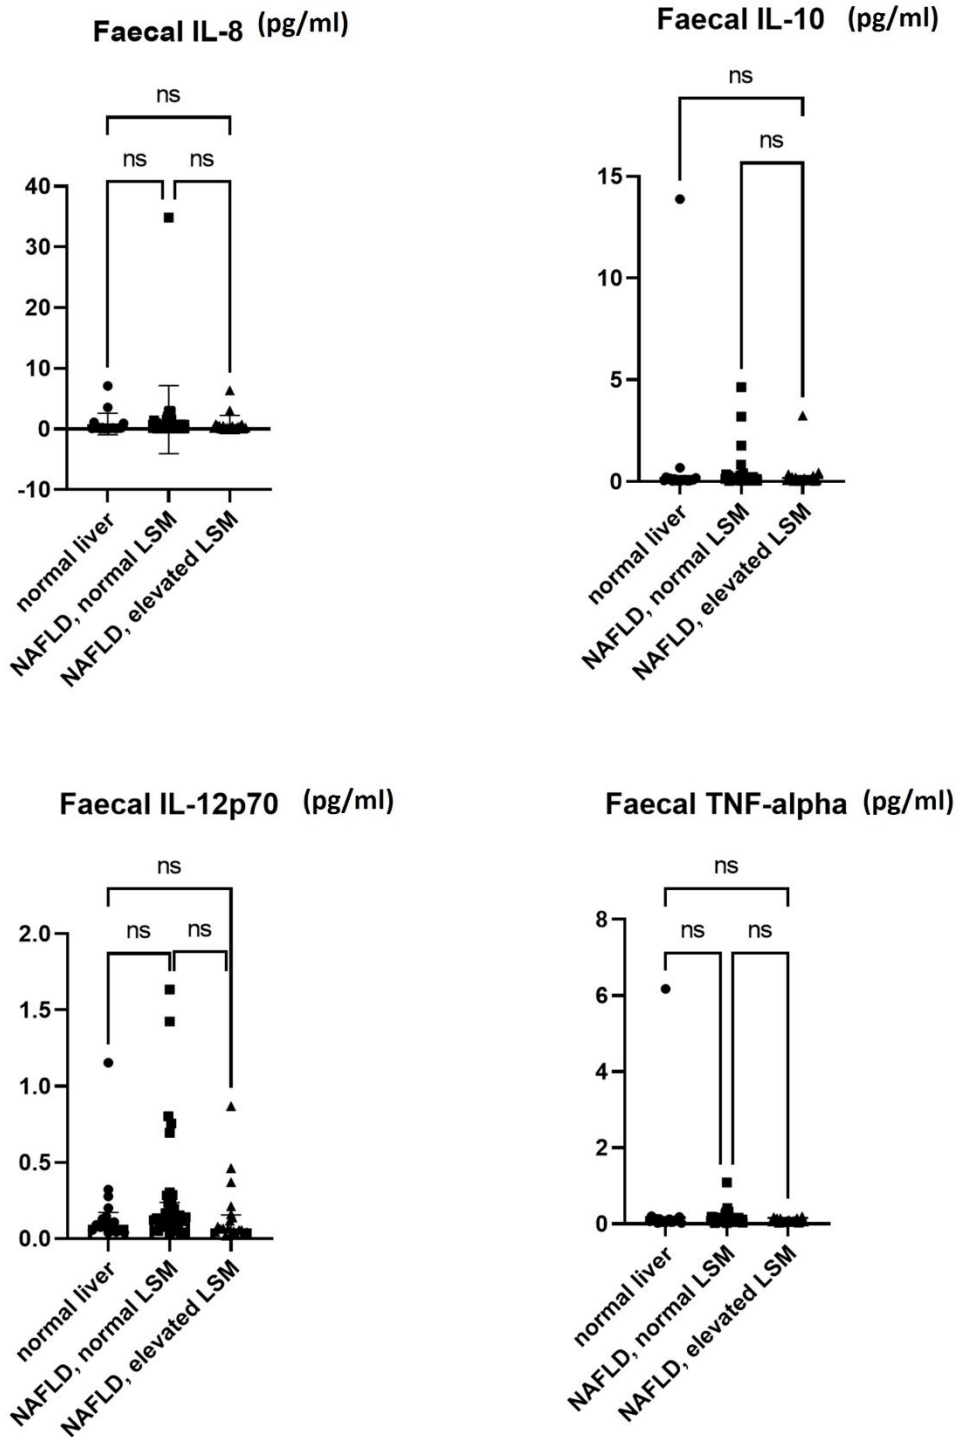 Faecal IL-8 (pg/ml)
ns
ns ns
40
30
20
10
0
-10
normal liver
NAFLD, normal LSM
NAFLD, elevated LSM
Faecal IL-10 (pg/ml)
ns
ns
15
10
5
0
normal liver
NAFLD, normal LSM
NAFLD, elevated LSM
Faecal IL-12p70 (pg/ml)
ns
ns ns
2.0
1.5
1.0
0.5
0.0
normal liver
NAFLD, normal LSM
NAFLD, elevated LSM
Faecal TNF-alpha (pg/ml)
ns
ns ns
8
6
4
2
0
normal liver
NAFLD, normal LSM
NAFLD, elevated LSM